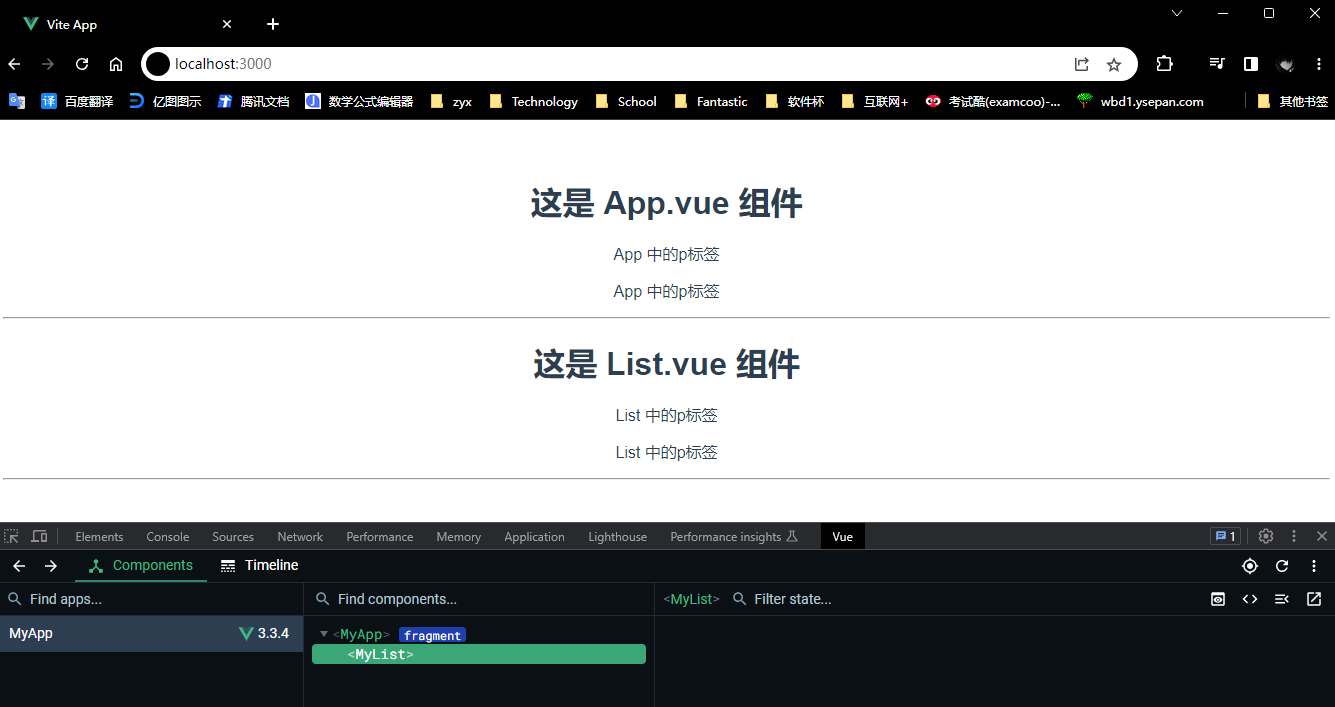 Vite App
localhost:3000
百度翻译 亿图图示 腾讯文档 数学公式编辑器 zyx Technology School Fantastic 软件杯 互联网+ 考试酷(examcoo)-... wbd1.ysepan.com 其他书签
这是 App.vue 组件
App 中的p标签
App 中的p标签
这是 List.vue 组件
List 中的p标签
List 中的p标签
Elements Console Sources Network Performance Memory Application Lighthouse Performance insights Vue 1
Components Timeline
Find apps... Find components... <MyList> Filter state...
MyApp 3.3.4 <MyApp> fragment
<MyList>